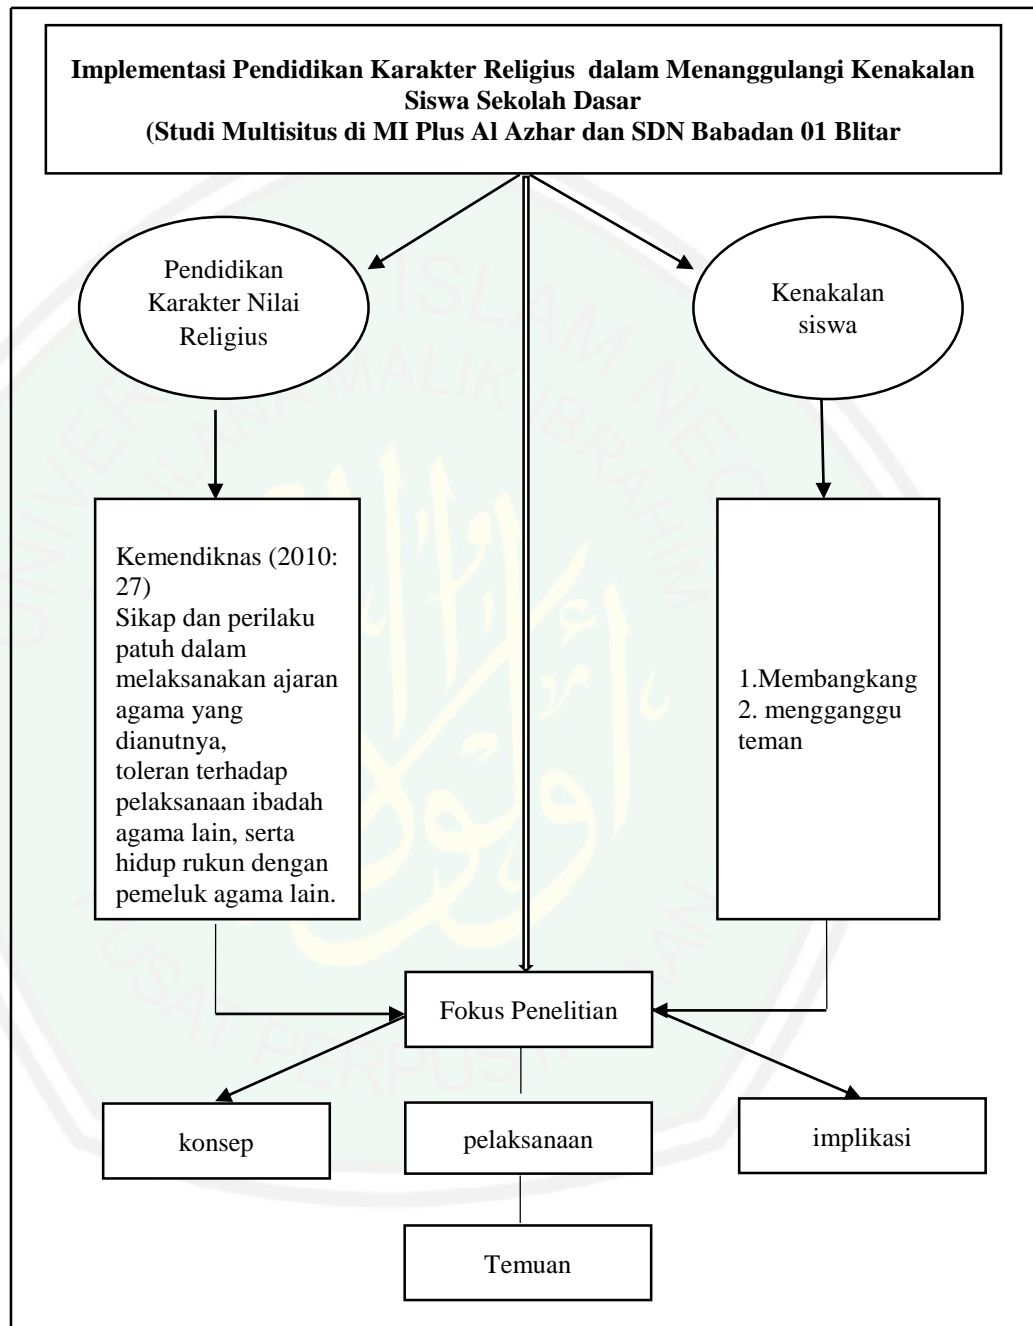 Implementasi Pendidikan Karakter Religius dalam Menanggulangi Kenakalan
Siswa Sekolah Dasar
(Studi Multisitus di MI Plus Al Azhar dan SDN Babadan 01 Blitar
Pendidikan
Karakter Nilai
Religius
Kenakalan
siswa
Kemendiknas (2010:
27)
Sikap dan perilaku
patuh dalam
melaksanakan ajaran
agama yang
dianutnya,
toleran terhadap
pelaksanaan ibadah
agama lain, serta
hidup rukun dengan
pemeluk agama lain.
1.Membangkang
2. mengganggu
teman
Fokus Penelitian
konsep
pelaksanaan
implikasi
Temuan